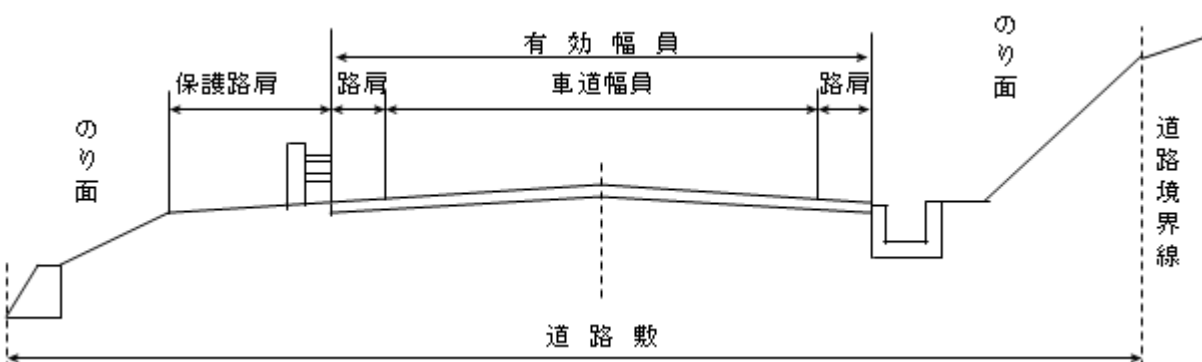 有効幅員
保護路肩
路肩
車道幅員
路肩
のり面
のり面
道路境界線
道路敷